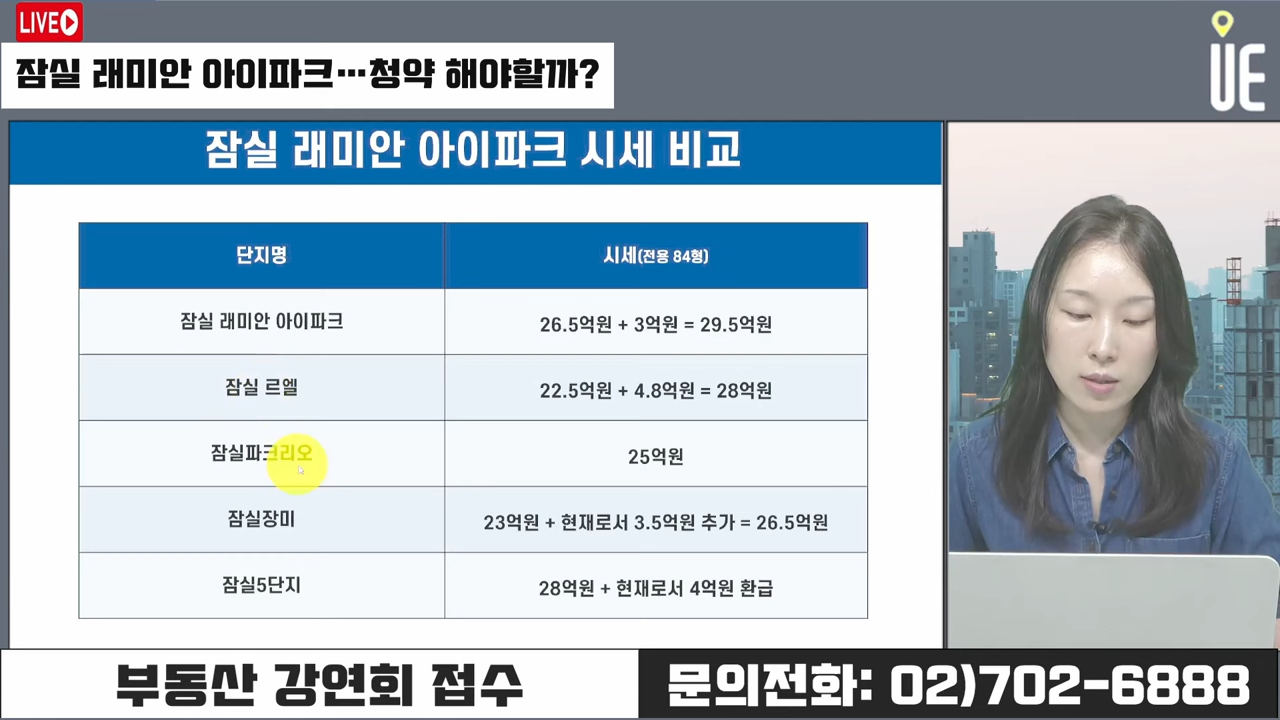 LIVE
잠실 래미안 아이파크…청약 해야할까?
UE
잠실 래미안 아이파크 시세 비교
단지명 시세(전용 84형)
잠실 래미안 아이파크 26.5억원 + 3억원 = 29.5억원
잠실 르엘 22.5억원 + 4.8억원 = 28억원
잠실파크리오 25억원
잠실장미 23억원 + 현재로서 3.5억원 추가 = 26.5억원
잠실5단지 28억원 + 현재로서 4억원 환급
부동산 강연회 접수 문의전화: 02)702-6888